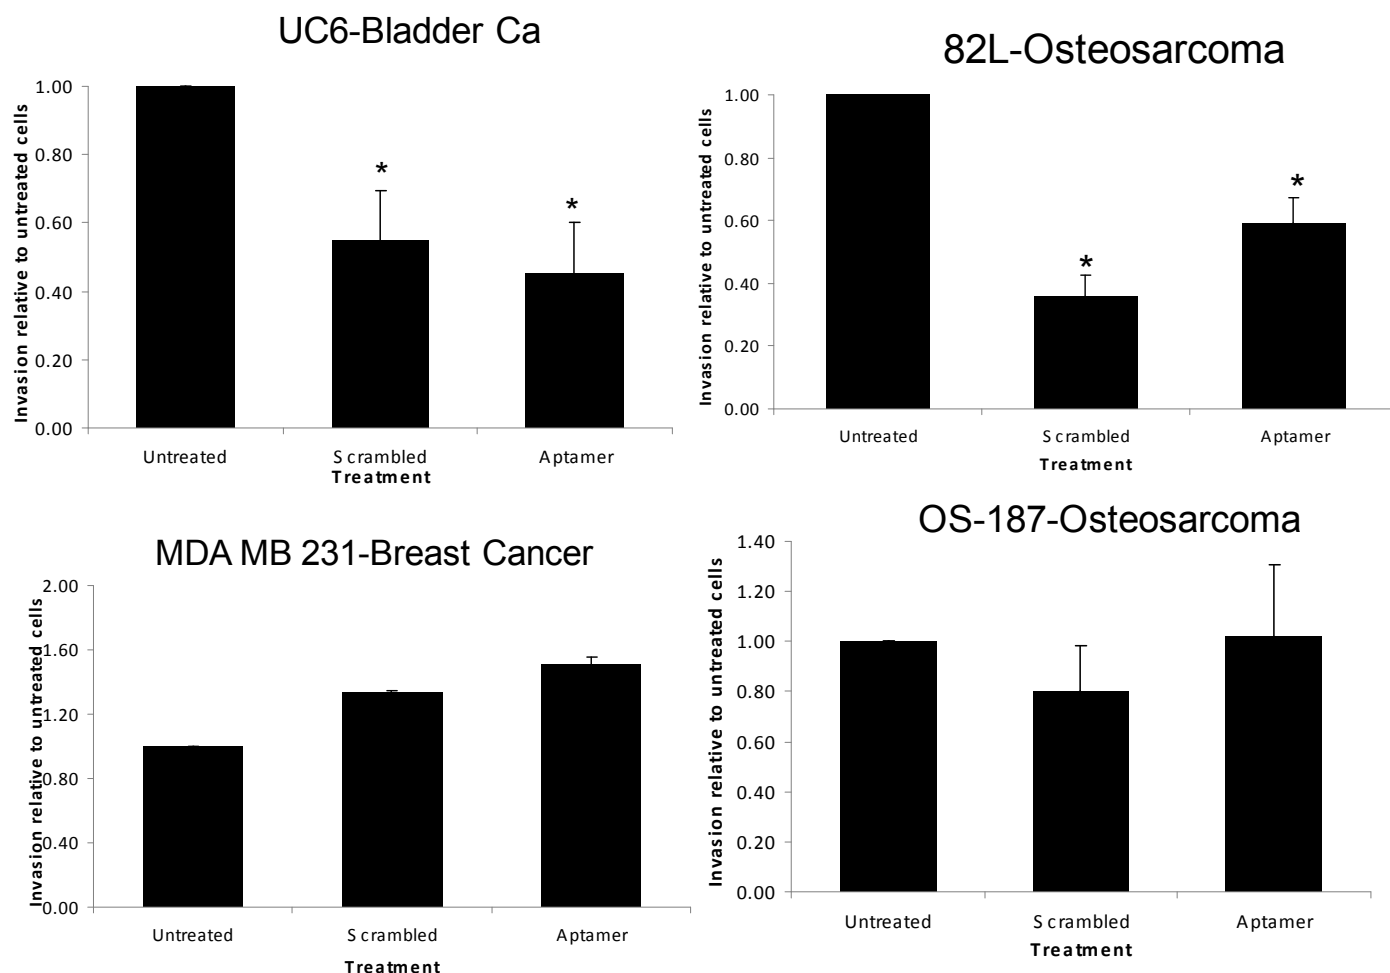 UC6-Bladder Ca
Invasion relative to untreated cells
1.00
0.80
0.60
0.40
0.20
0.00
*
*
Untreated Scrambled Aptamer
Treatment
82L-Osteosarcoma
Invasion relative to untreated cells
1.00
0.80
0.60
0.40
0.20
0.00
*
*
Untreated Scrambled Aptamer
Treatment
MDA MB 231-Breast Cancer
Invasion relative to untreated cells
2.00
1.60
1.20
0.80
0.40
0.00
Untreated Scrambled Aptamer
Treatment
OS-187-Osteosarcoma
Invasion relative to untreated cells
1.40
1.20
1.00
0.80
0.60
0.40
0.20
0.00
Untreated Scrambled Aptamer
Treatment